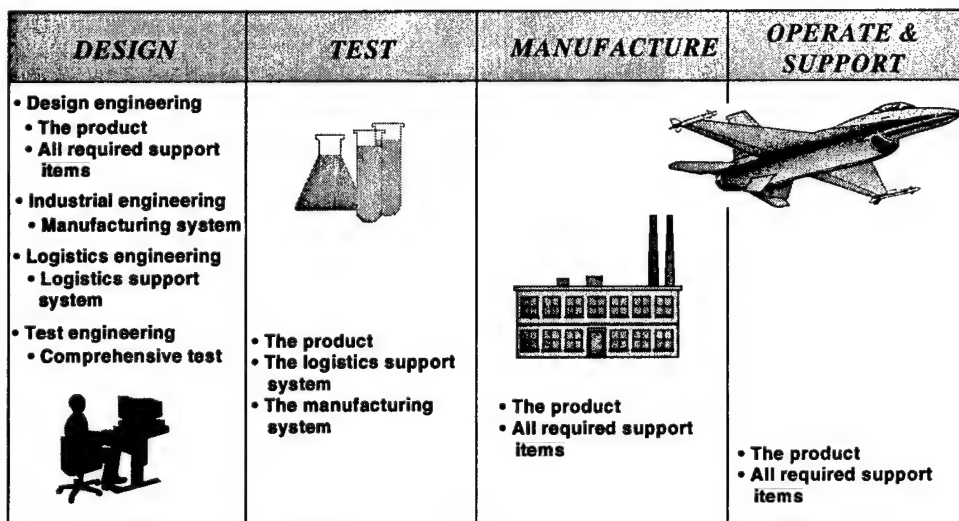 DESIGN
• Design engineering
• The product
• All required support
items
• Industrial engineering
• Manufacturing system
• Logistics engineering
• Logistics support
system
• Test engineering
• Comprehensive test
TEST
• The product
• The logistics support
system
• The manufacturing
system
MANUFACTURE
• The product
• All required support
items
OPERATE &
SUPPORT
• The product
• All required support
items